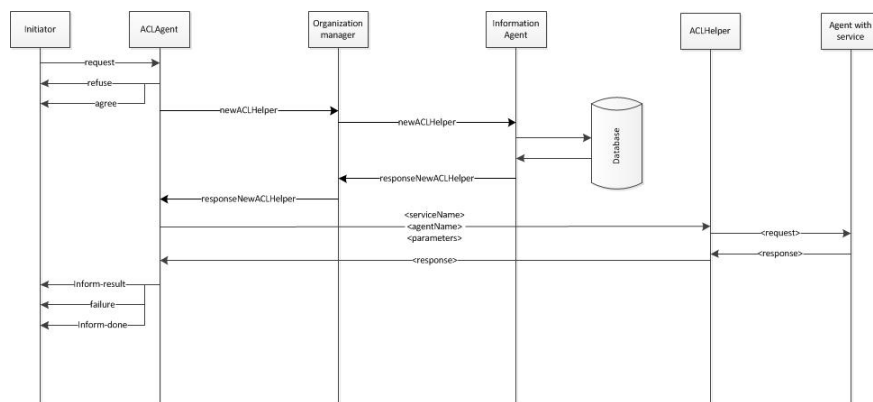 Initiator
ACLAgent
Organization
manager
Information
Agent
ACLHelper
Agent with
service
request
refuse
agree
newACLHelper
newACLHelper
Database
responseNewACLHelper
responseNewACLHelper
<serviceName>
<agentName>
<parameters>
<request>
<response>
<response>
Inform-result
failure
Inform-done